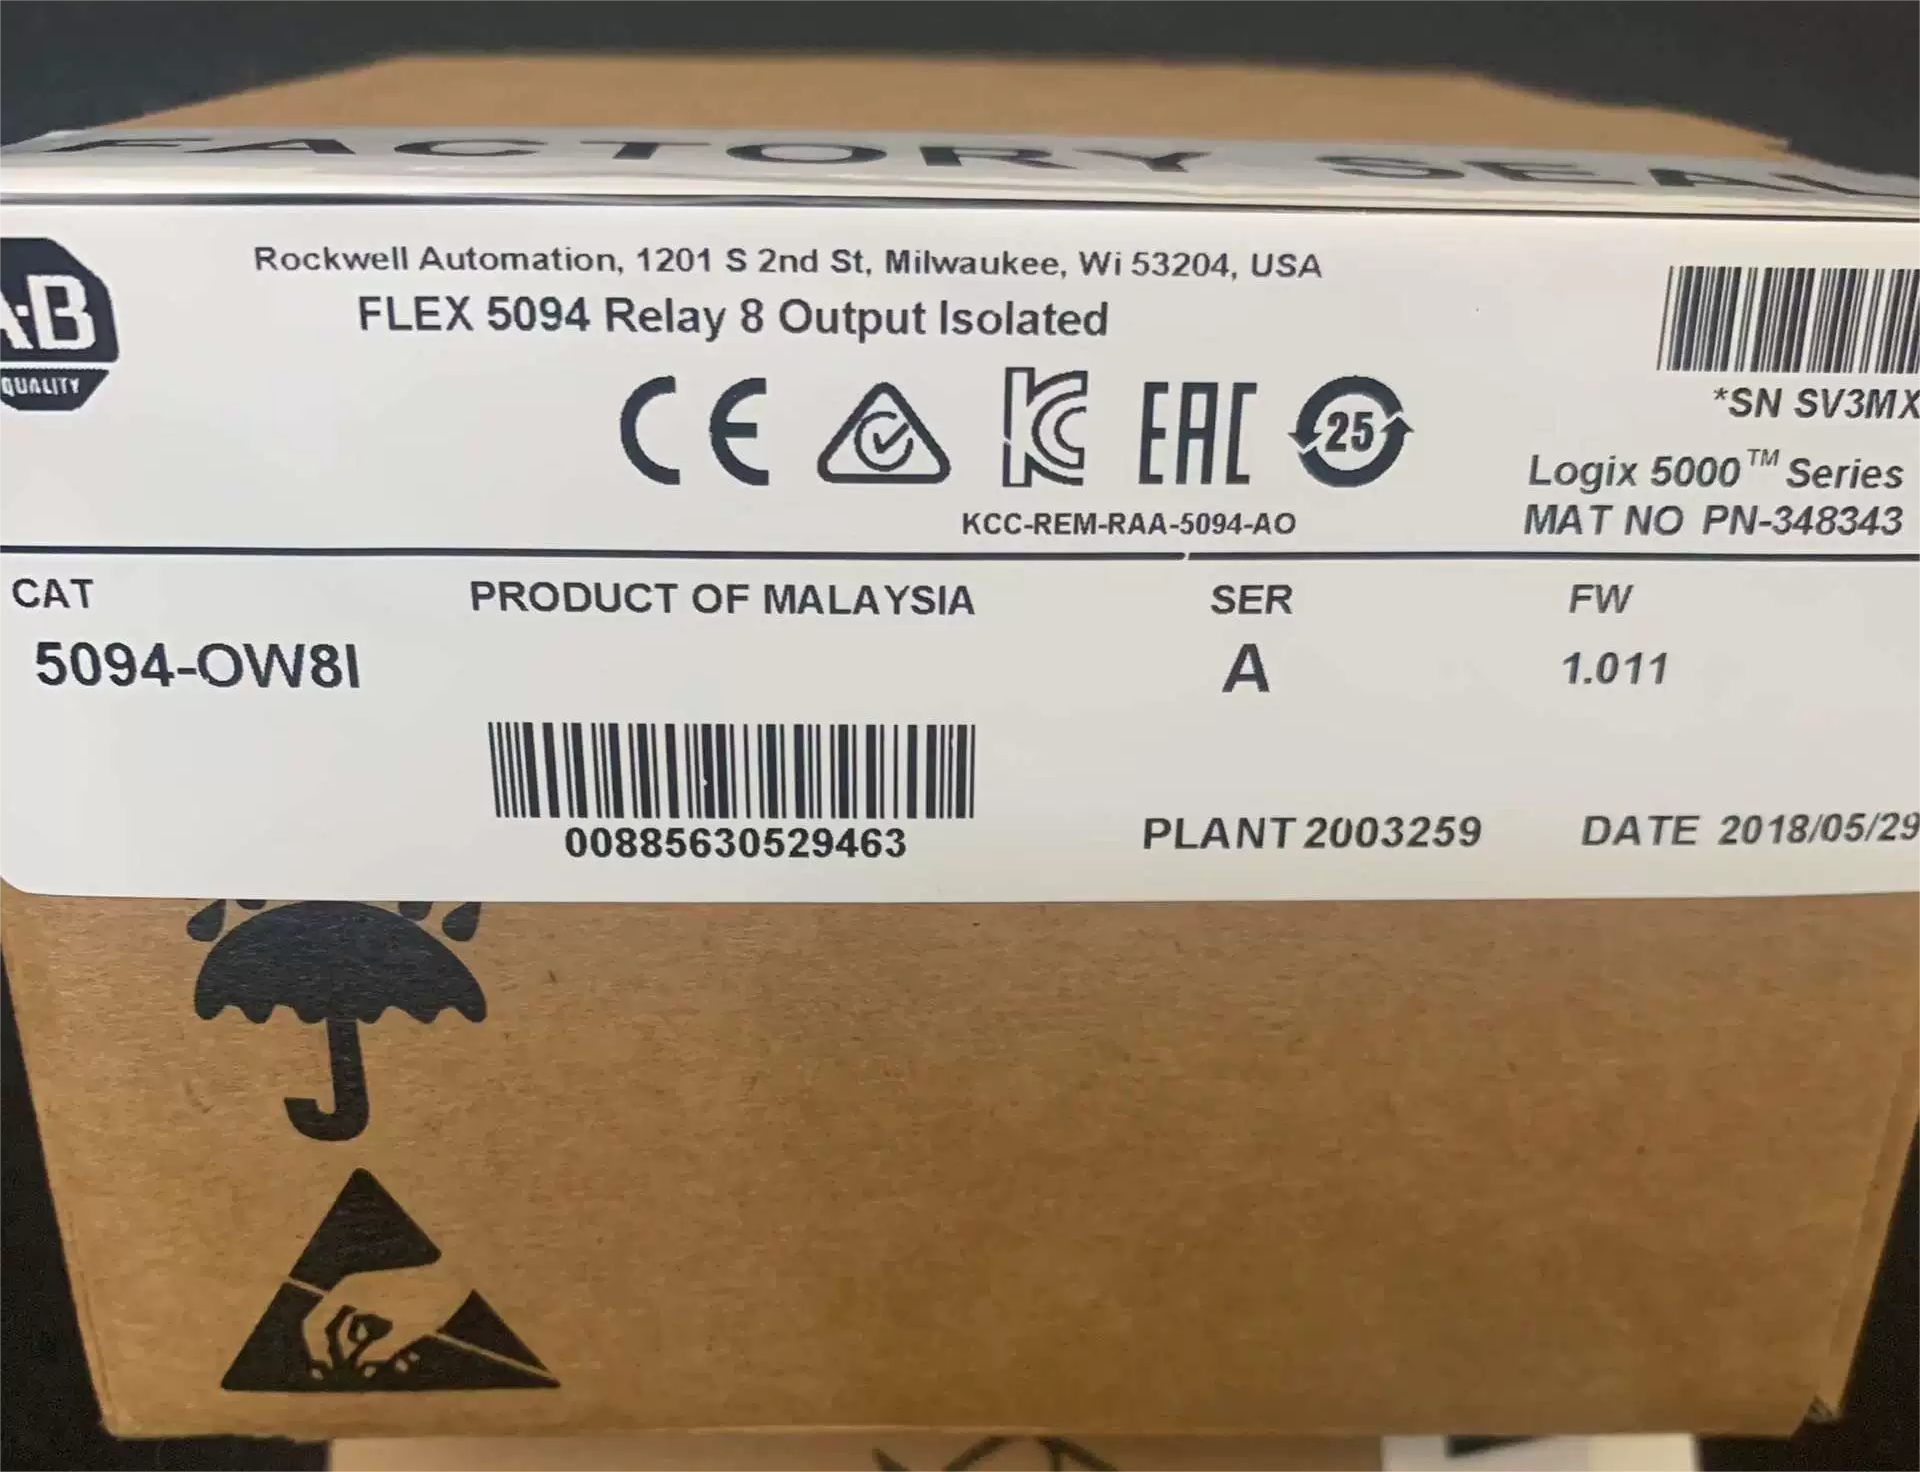 FACTORY SEAL
Rockwell Automation, 1201 S 2nd St, Milwaukee, Wi 53204, USA
FLEX 5094 Relay 8 Output Isolated
A-B
QUALITY
CE
KC
EAC
25
KCC-REM-RAA-5094-AO
*SN SV3MX
Logix 5000™ Series
MAT NO PN-348343
CAT
PRODUCT OF MALAYSIA
SER
FW
5094-OW8I
A
1.011
00885630529463
PLANT 2003259
DATE 2018/05/29